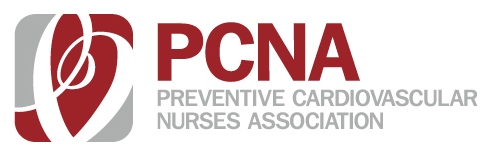 PCNA
PREVENTIVE CARDIOVASCULAR
NURSES ASSOCIATION